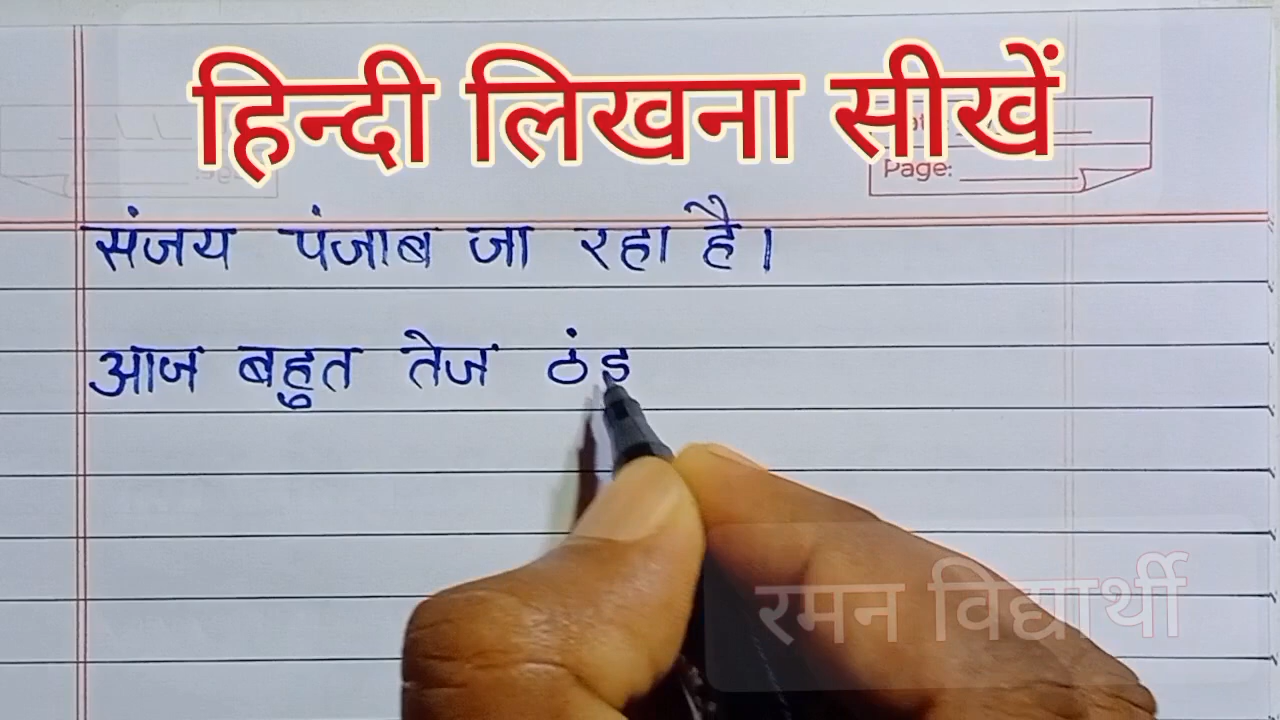 हिन्दी लिखना सीखें
Page:
संजय पंजाब जा रहा है।
आज बहुत तेज ठंड
रमन विद्यार्थी